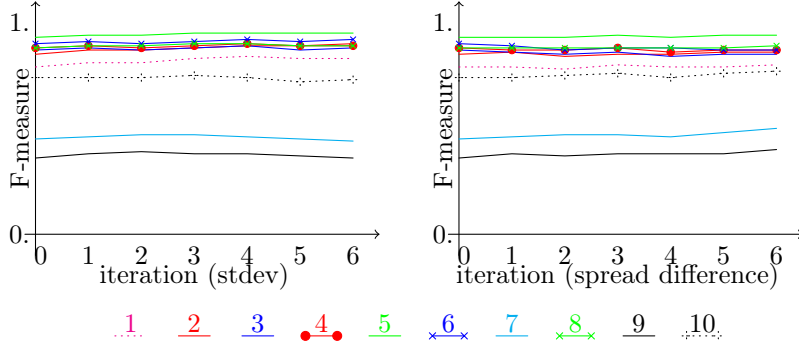 1. 1.
F-measure F-measure
0. 0.
0 1 2 3 4 5 6 0 1 2 3 4 5 6
iteration (stdev) iteration (spread difference)
1 2 3 4 5 6 7 8 9 10